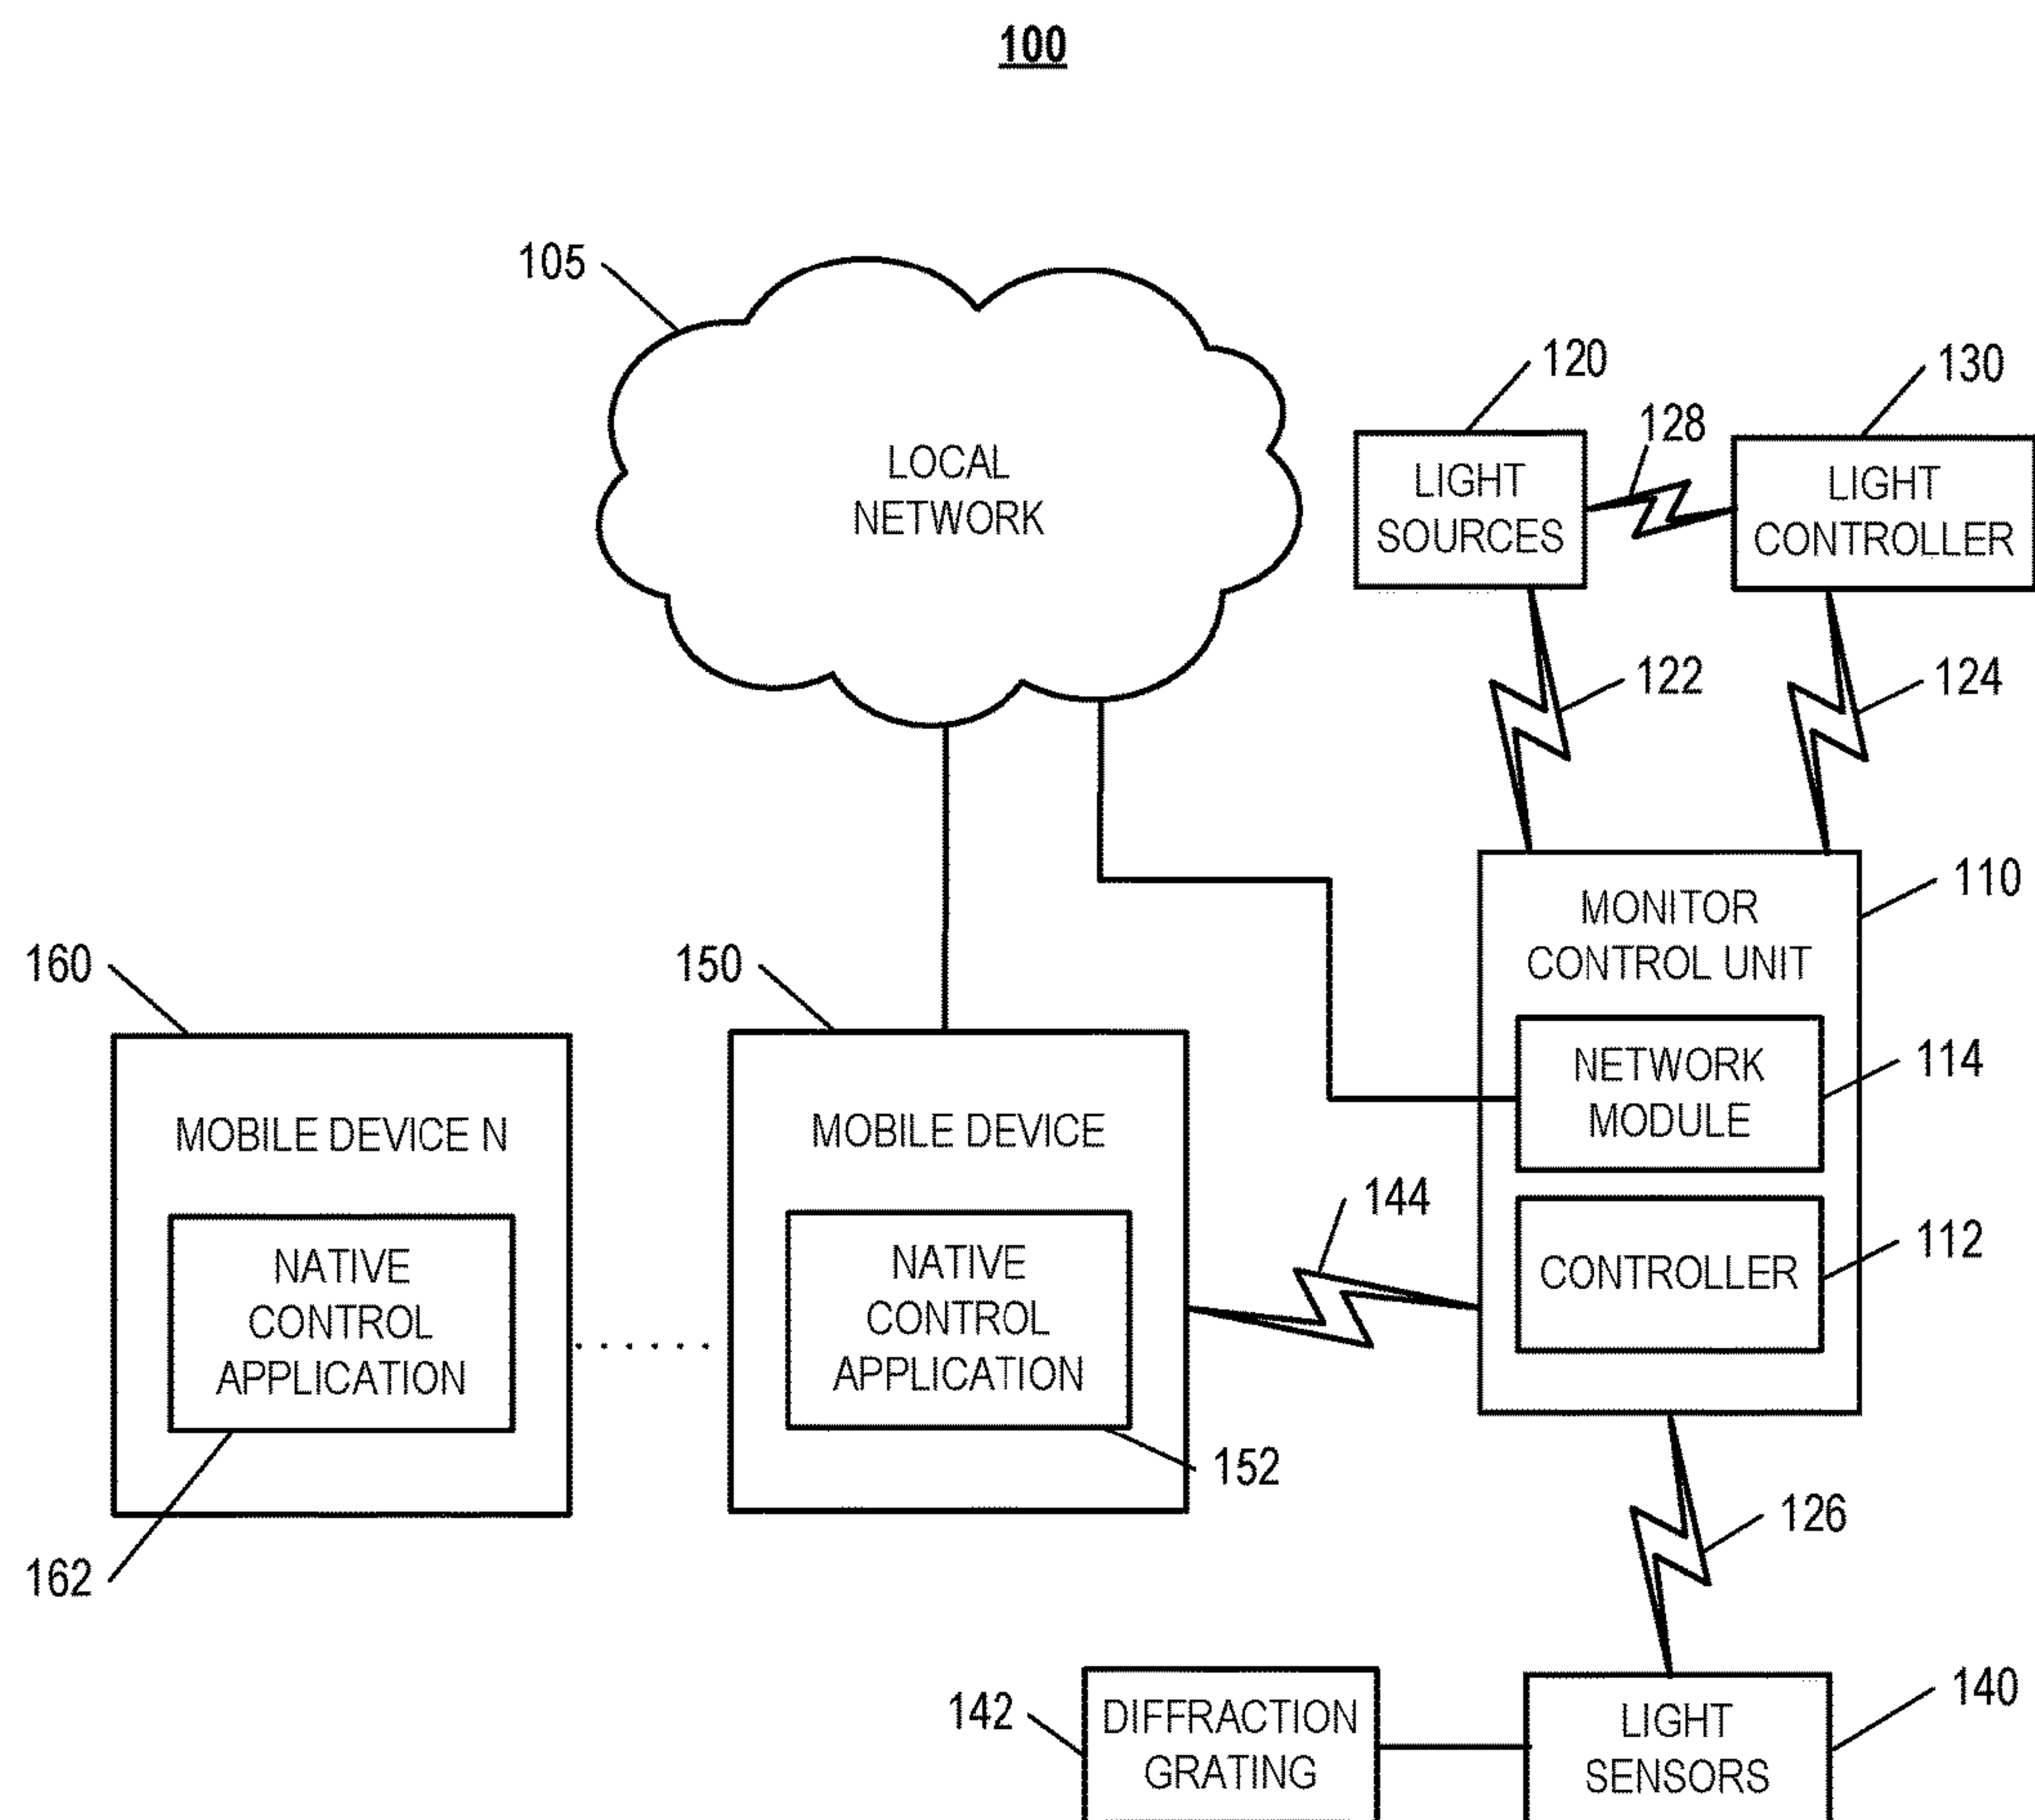 100
105
LOCAL
NETWORK
120
128
130
LIGHT
SOURCES
LIGHT
CONTROLLER
122
124
110
MONITOR
CONTROL UNIT
NETWORK
MODULE
114
CONTROLLER
112
160
MOBILE DEVICE N
NATIVE
CONTROL
APPLICATION
162
150
MOBILE DEVICE
NATIVE
CONTROL
APPLICATION
152
144
126
142
DIFFRACTION
GRATING
LIGHT
SENSORS
140